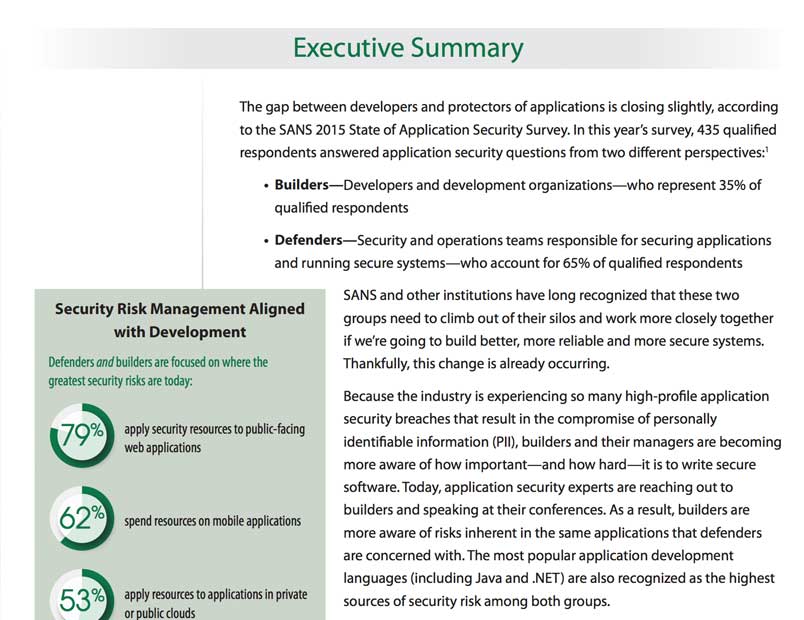 Executive Summary
The gap between developers and protectors of applications is closing slightly, according
to the SANS 2015 State of Application Security Survey. In this year’s survey, 435 qualified
respondents answered application security questions from two different perspectives:¹
• Builders—Developers and development organizations—who represent 35% of
qualified respondents
• Defenders—Security and operations teams responsible for securing applications
and running secure systems—who account for 65% of qualified respondents
SANS and other institutions have long recognized that these two
groups need to climb out of their silos and work more closely together
if we’re going to build better, more reliable and more secure systems.
Thankfully, this change is already occurring.
Because the industry is experiencing so many high-profile application
security breaches that result in the compromise of personally
identifiable information (PII), builders and their managers are becoming
more aware of how important—and how hard—it is to write secure
software. Today, application security experts are reaching out to
builders and speaking at their conferences. As a result, builders are
more aware of risks inherent in the same applications that defenders
are concerned with. The most popular application development
languages (including Java and .NET) are also recognized as the highest
sources of security risk among both groups.
Security Risk Management Aligned
with Development
Defenders and builders are focused on where the
greatest security risks are today:
79%
apply security resources to public-facing
web applications
62%
spend resources on mobile applications
53%
apply resources to applications in private
or public clouds